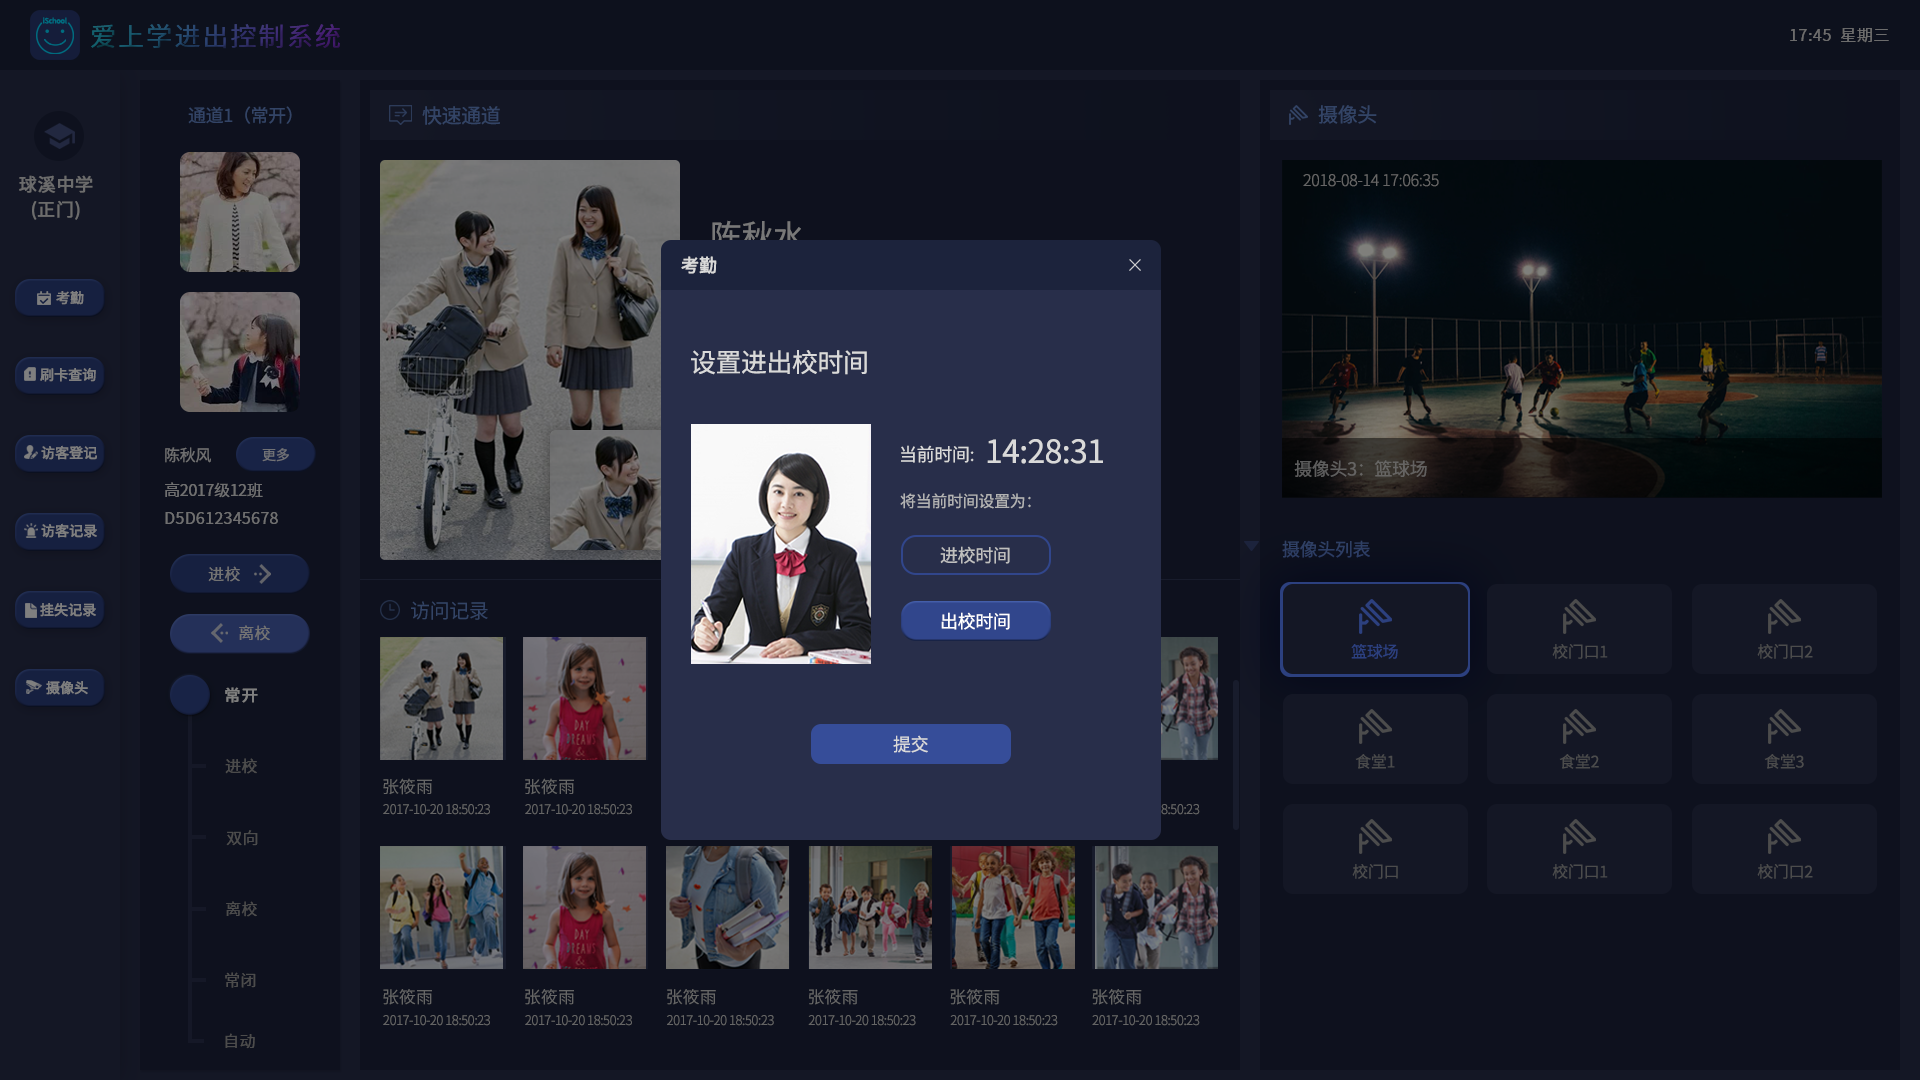 iSchool
爱上学进出控制系统
17:45 星期三
球溪中学
(正门)
考勤
刷卡查询
访客登记
访客记录
挂失记录
摄像头
通道1（常开）
陈秋风
更多
高2017级12班
D5D612345678
进校
离校
常开
进校
双向
离校
常闭
自动
快速通道
陈秋水
访问记录
张筱雨
2017-10-20 18:50:23
张筱雨
2017-10-20 18:50:23
8:50:23
DAY
DREAMS
&
张筱雨
2017-10-20 18:50:23
张筱雨
2017-10-20 18:50:23
张筱雨
2017-10-20 18:50:23
张筱雨
2017-10-20 18:50:23
张筱雨
2017-10-20 18:50:23
张筱雨
2017-10-20 18:50:23
DAY
DREAMS
&
考勤
设置进出校时间
当前时间: 14:28:31
将当前时间设置为：
进校时间
出校时间
提交
摄像头
2018-08-14 17:06:35
摄像头3：篮球场
摄像头列表
篮球场
校门口1
校门口2
食堂1
食堂2
食堂3
校门口
校门口1
校门口2